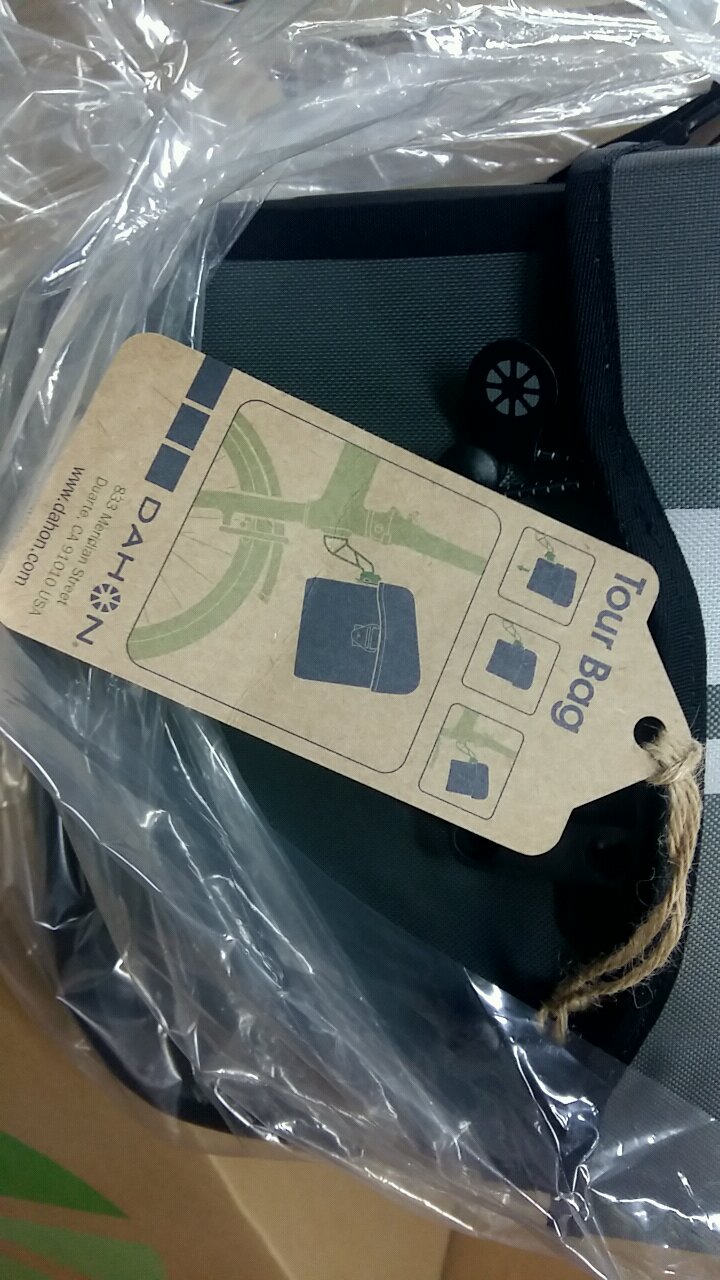 Tour Bag
DAHON®
833 Meridian Street
Duarte, CA 91010 USA
www.dahon.com